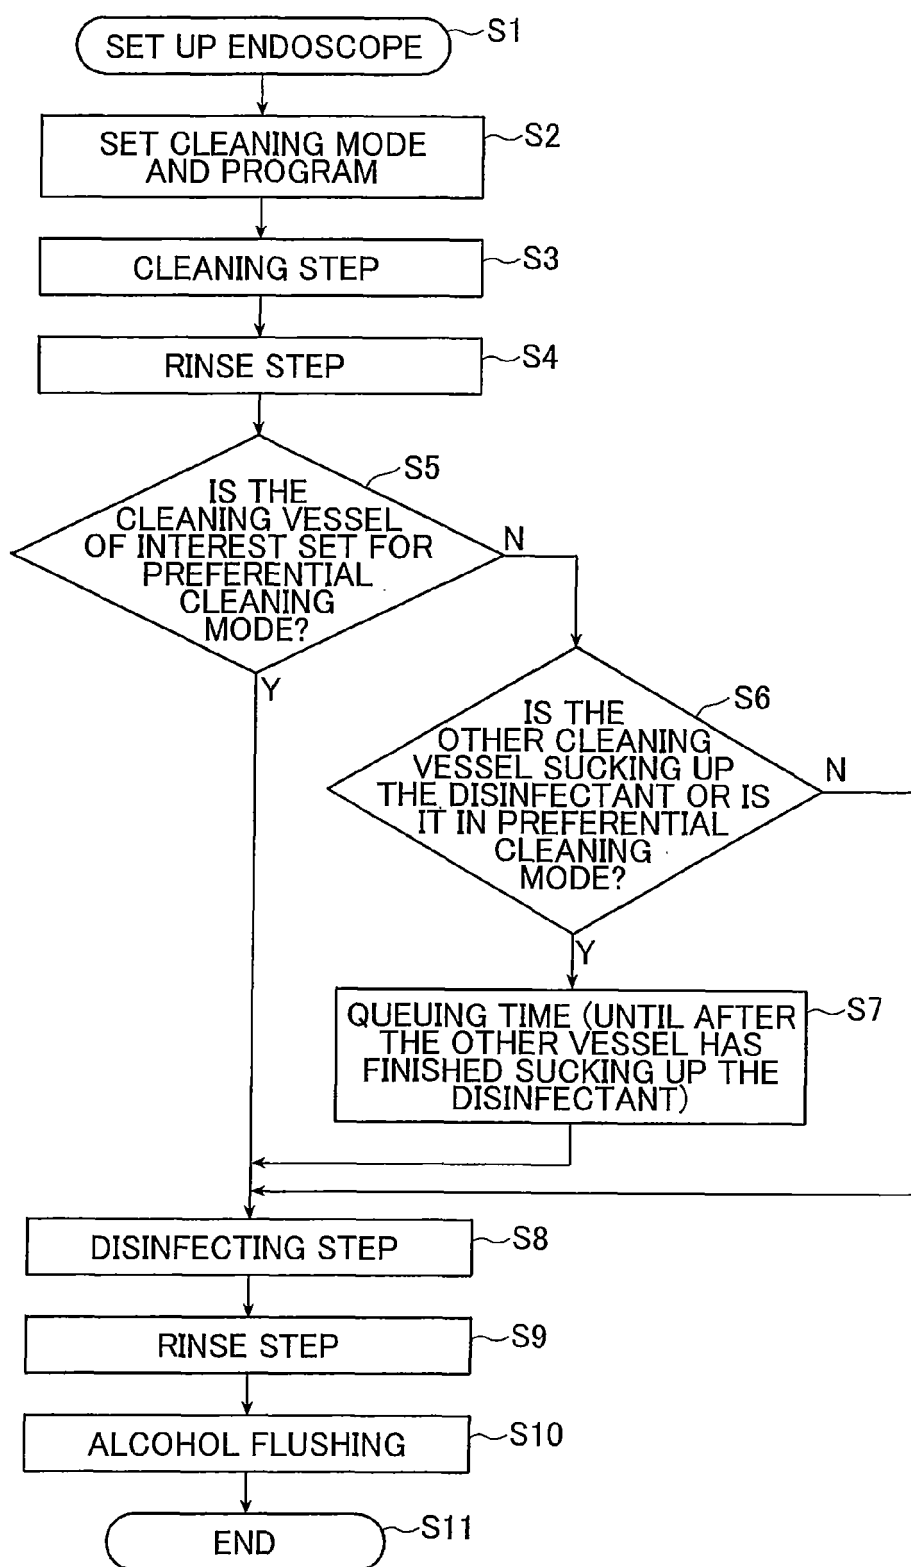 SET UP ENDOSCOPE
S1
SET CLEANING MODE
AND PROGRAM
S2
CLEANING STEP
S3
RINSE STEP
S4
IS THE
CLEANING VESSEL
OF INTEREST SET FOR
PREFERENTIAL
CLEANING
MODE?
S5
N
Y
IS THE
OTHER CLEANING
VESSEL SUCKING UP
THE DISINFECTANT OR IS
IT IN PREFERENTIAL
CLEANING
MODE?
S6
N
Y
QUEUING TIME (UNTIL AFTER
THE OTHER VESSEL HAS
FINISHED SUCKING UP THE
DISINFECTANT)
S7
DISINFECTING STEP
S8
RINSE STEP
S9
ALCOHOL FLUSHING
S10
END
S11